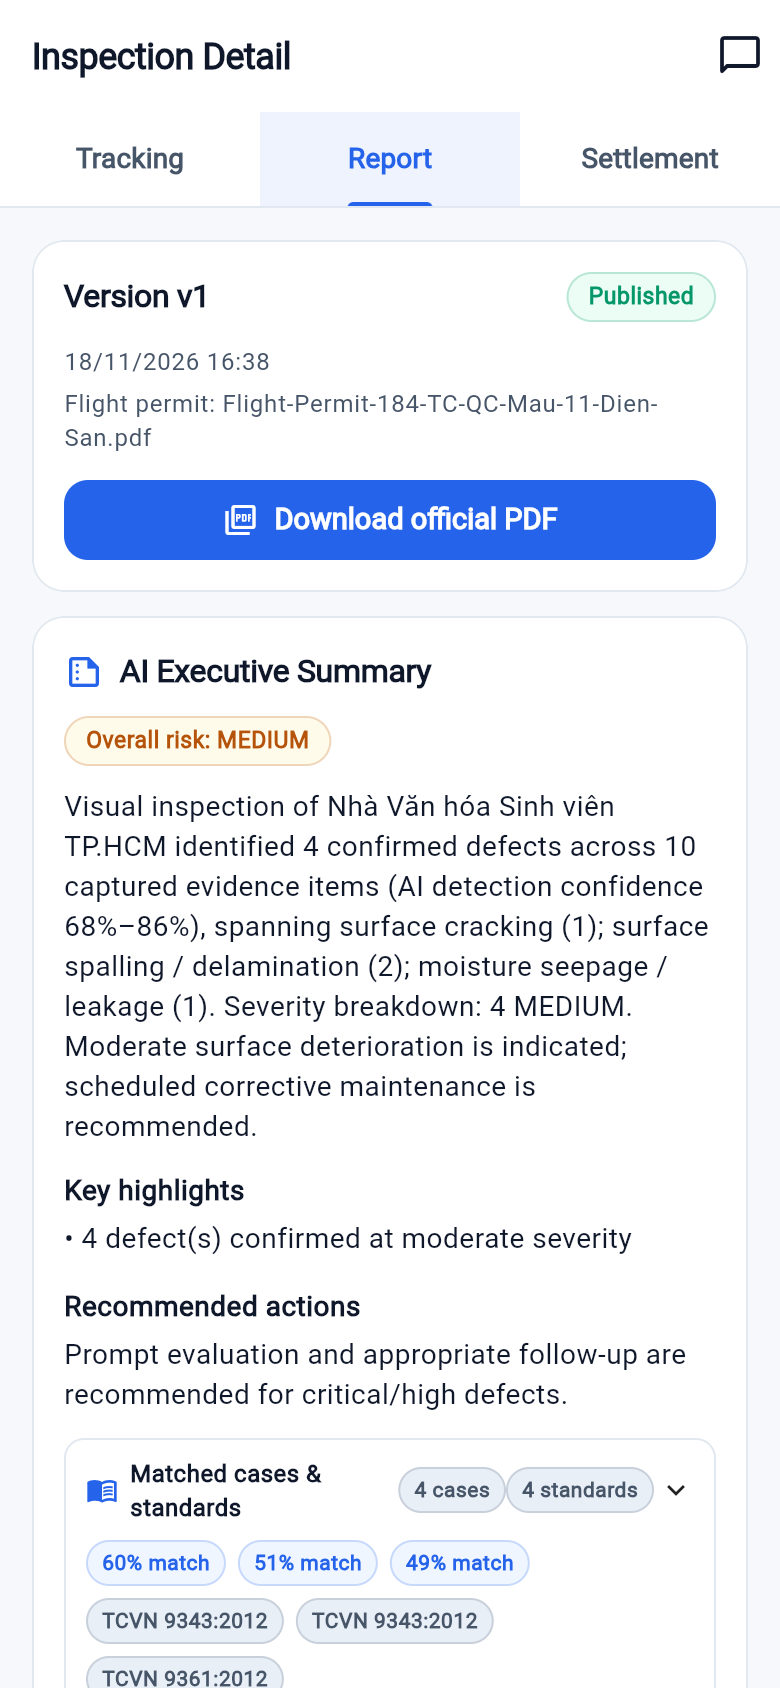 Inspection Detail
Tracking
Report
Settlement
Version v1
Published
18/11/2026 16:38
Flight permit: Flight-Permit-184-TC-QC-Mau-11-Dien-
San.pdf
PDF
Download official PDF
AI Executive Summary
Overall risk: MEDIUM
Visual inspection of Nhà Văn hóa Sinh viên
TP.HCM identified 4 confirmed defects across 10
captured evidence items (AI detection confidence
68%–86%), spanning surface cracking (1); surface
spalling / delamination (2); moisture seepage /
leakage (1). Severity breakdown: 4 MEDIUM.
Moderate surface deterioration is indicated;
scheduled corrective maintenance is
recommended.
Key highlights
• 4 defect(s) confirmed at moderate severity
Recommended actions
Prompt evaluation and appropriate follow-up are
recommended for critical/high defects.
Matched cases &
standards
4 cases
4 standards
60% match
51% match
49% match
TCVN 9343:2012
TCVN 9343:2012
TCVN 9361:2012